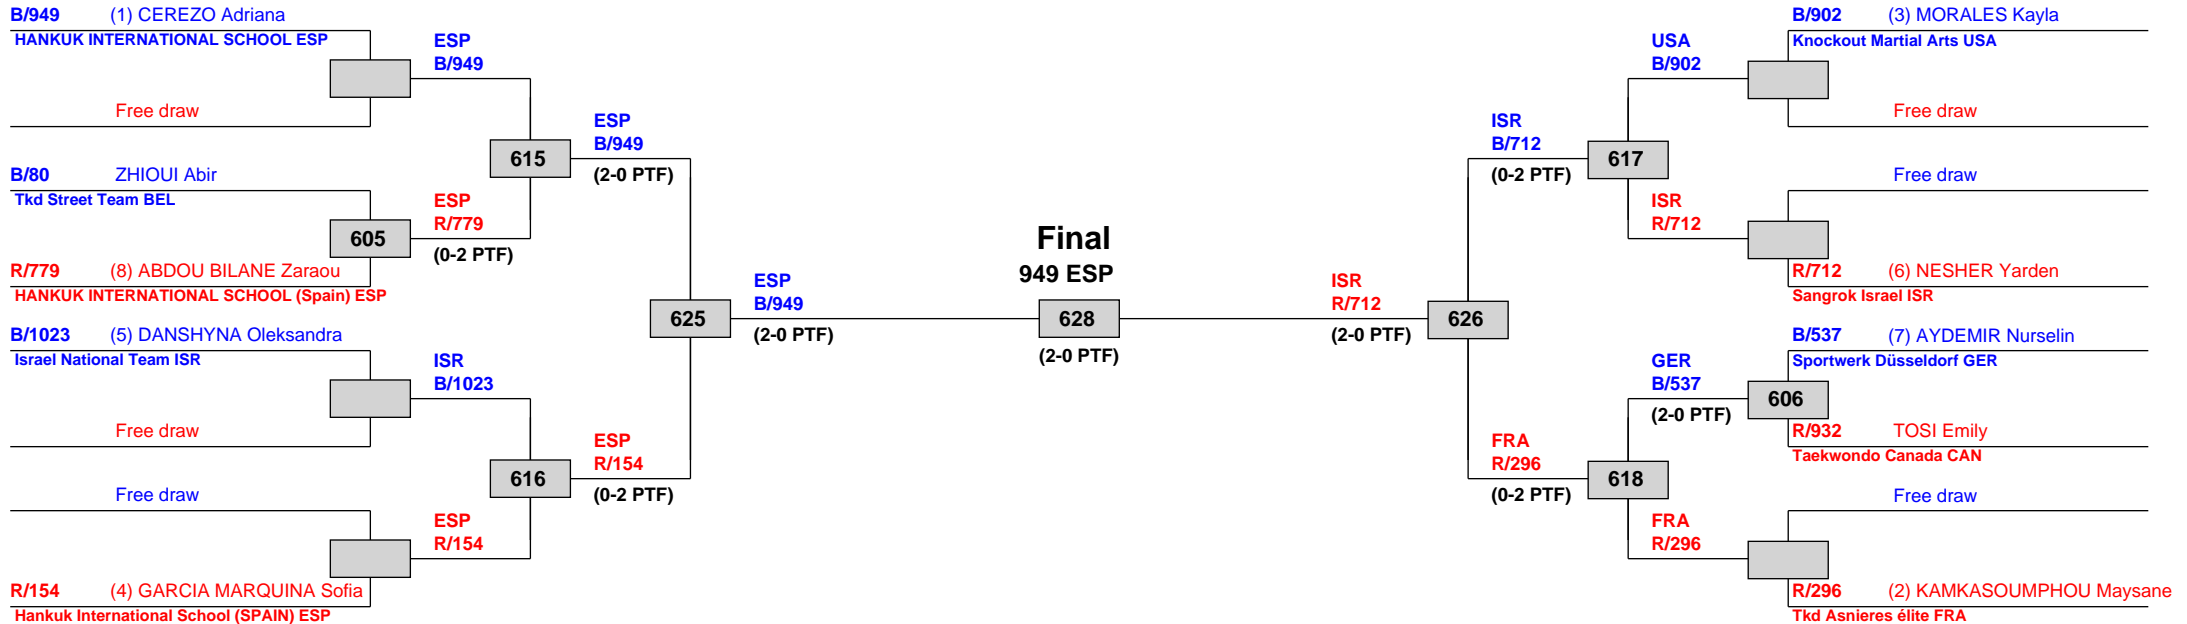 B/949 (1) CEREZO Adriana
HANKUK INTERNATIONAL SCHOOL ESP
Free draw
B/80 ZHIOUI Abir
Tkd Street Team BEL
605
R/779 (8) ABDOU BILANE Zaraou
HANKUK INTERNATIONAL SCHOOL (Spain) ESP
B/1023 (5) DANSHYNA Oleksandra
Israel National Team ISR
Free draw
Free draw
R/154 (4) GARCIA MARQUINA Sofia
Hankuk International School (SPAIN) ESP
ESP
B/949
615
ESP
R/779
(0-2 PTF)
ISR
B/1023
616
ESP
R/154
ESP
B/949
(2-0 PTF)
625
ESP
R/154
(0-2 PTF)
ESP
B/949
(2-0 PTF)
Final
949 ESP
628
(2-0 PTF)
ISR
R/712
(2-0 PTF)
626
ISR
B/712
(0-2 PTF)
FRA
R/296
(0-2 PTF)
USA
B/902
617
ISR
R/712
GER
B/537
(2-0 PTF)
618
FRA
R/296
B/902 (3) MORALES Kayla
Knockout Martial Arts USA
Free draw
Free draw
R/712 (6) NESHER Yarden
Sangrok Israel ISR
B/537 (7) AYDEMIR Nurselin
Sportwerk Düsseldorf GER
606
R/932 TOSI Emily
Taekwondo Canada CAN
Free draw
R/296 (2) KAMKASOUMPHOU Maysane
Tkd Asnieres élite FRA